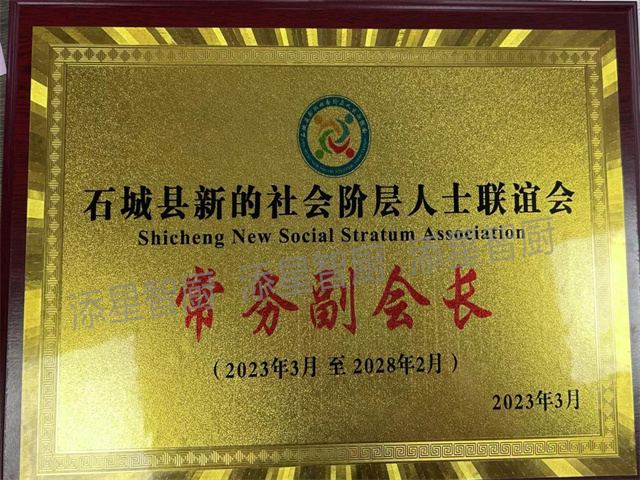 石城县新的社会阶层人士联谊会
Shicheng New Social Stratum Association
常务副会长
添星智厨 添星智厨 添星智厨
（2023年3月 至 2028年2月）
2023年3月